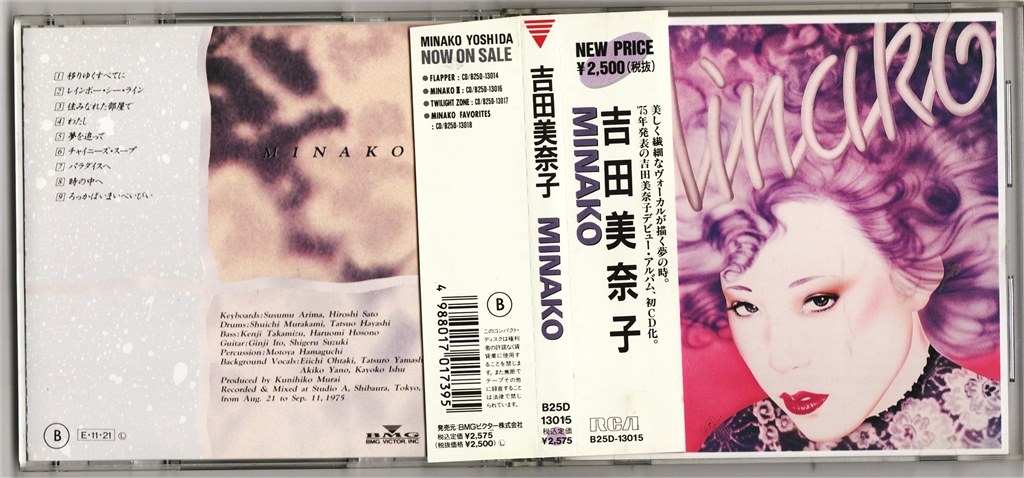 1 移りゆくすべてに
2 レインボー・シー・ライン
3 住みなれた部屋で
4 わたし
5 夢を追って
6 チャイニーズ・スープ
7 パラダイスへ
8 時の中へ
9 ろっかばいまいべいびい
MINAKO
Keyboards:Susumu Arima, Hiroshi Sato
Drums:Shuichi Murakami, Tatsuo Hayashi
Bass:Kenji Takamizu, Haruomi Hosono
Guitar:Ginji Ito, Shigeru Suzuki
Percussion:Motoya Hamaguchi
Background Vocals:Eiichi Ohtaki, Tatsuro Yamash
Akiko Yano, Kayoko Ishu
Produced by Kunihiko Murai
Recorded & Mixed at Studio A, Shibaura, Tokyo,
from Aug. 21 to Sep. 11, 1975
B
E・11・21 L
BMG
BMG VICTOR, INC.
MINAKO YOSHIDA
NOW ON SALE
●FLAPPER : CD/B25D-13014
●MINAKO II : CD/B25D-13016
●TWILIGHT ZONE : CD/B25D-13017
●MINAKO FAVORITES
: CD/B25D-13018
4 988017 017395
B
このコンパクト・
ディスクは権利
者の許諾なく賃
貸業に使用す
ることを禁じま
す。また無断で
テープその他
に録音すること
は法律で禁じ
られています。
発売元:BMGビクター株式会社
税込定価 ¥2,575
(税抜価格 ¥2,500) L
吉田美奈子 MINAKO
B25D
13015
税込定価
¥2,575
NEW PRICE
¥2,500(税抜)
美しく繊細なヴォーカルが描く夢の時。
'75年発表の吉田美奈子デビュー・アルバム、初CD化。
吉田美奈子
MINAKO
RCA
B25D-13015
minako